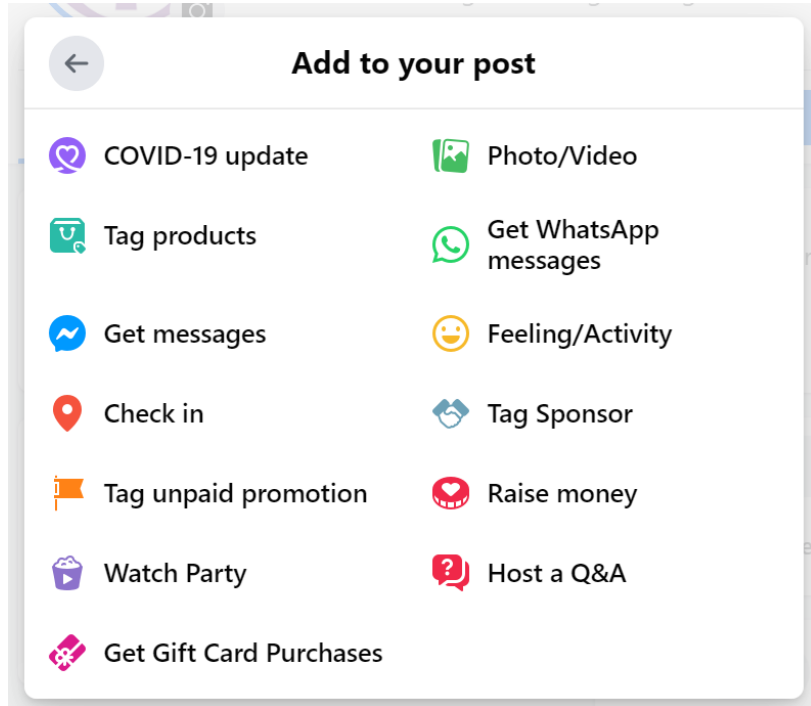 Add to your post
COVID-19 update
Photo/Video
Tag products
Get WhatsApp
messages
Get messages
Feeling/Activity
Check in
Tag Sponsor
Tag unpaid promotion
Raise money
Watch Party
Host a Q&A
Get Gift Card Purchases